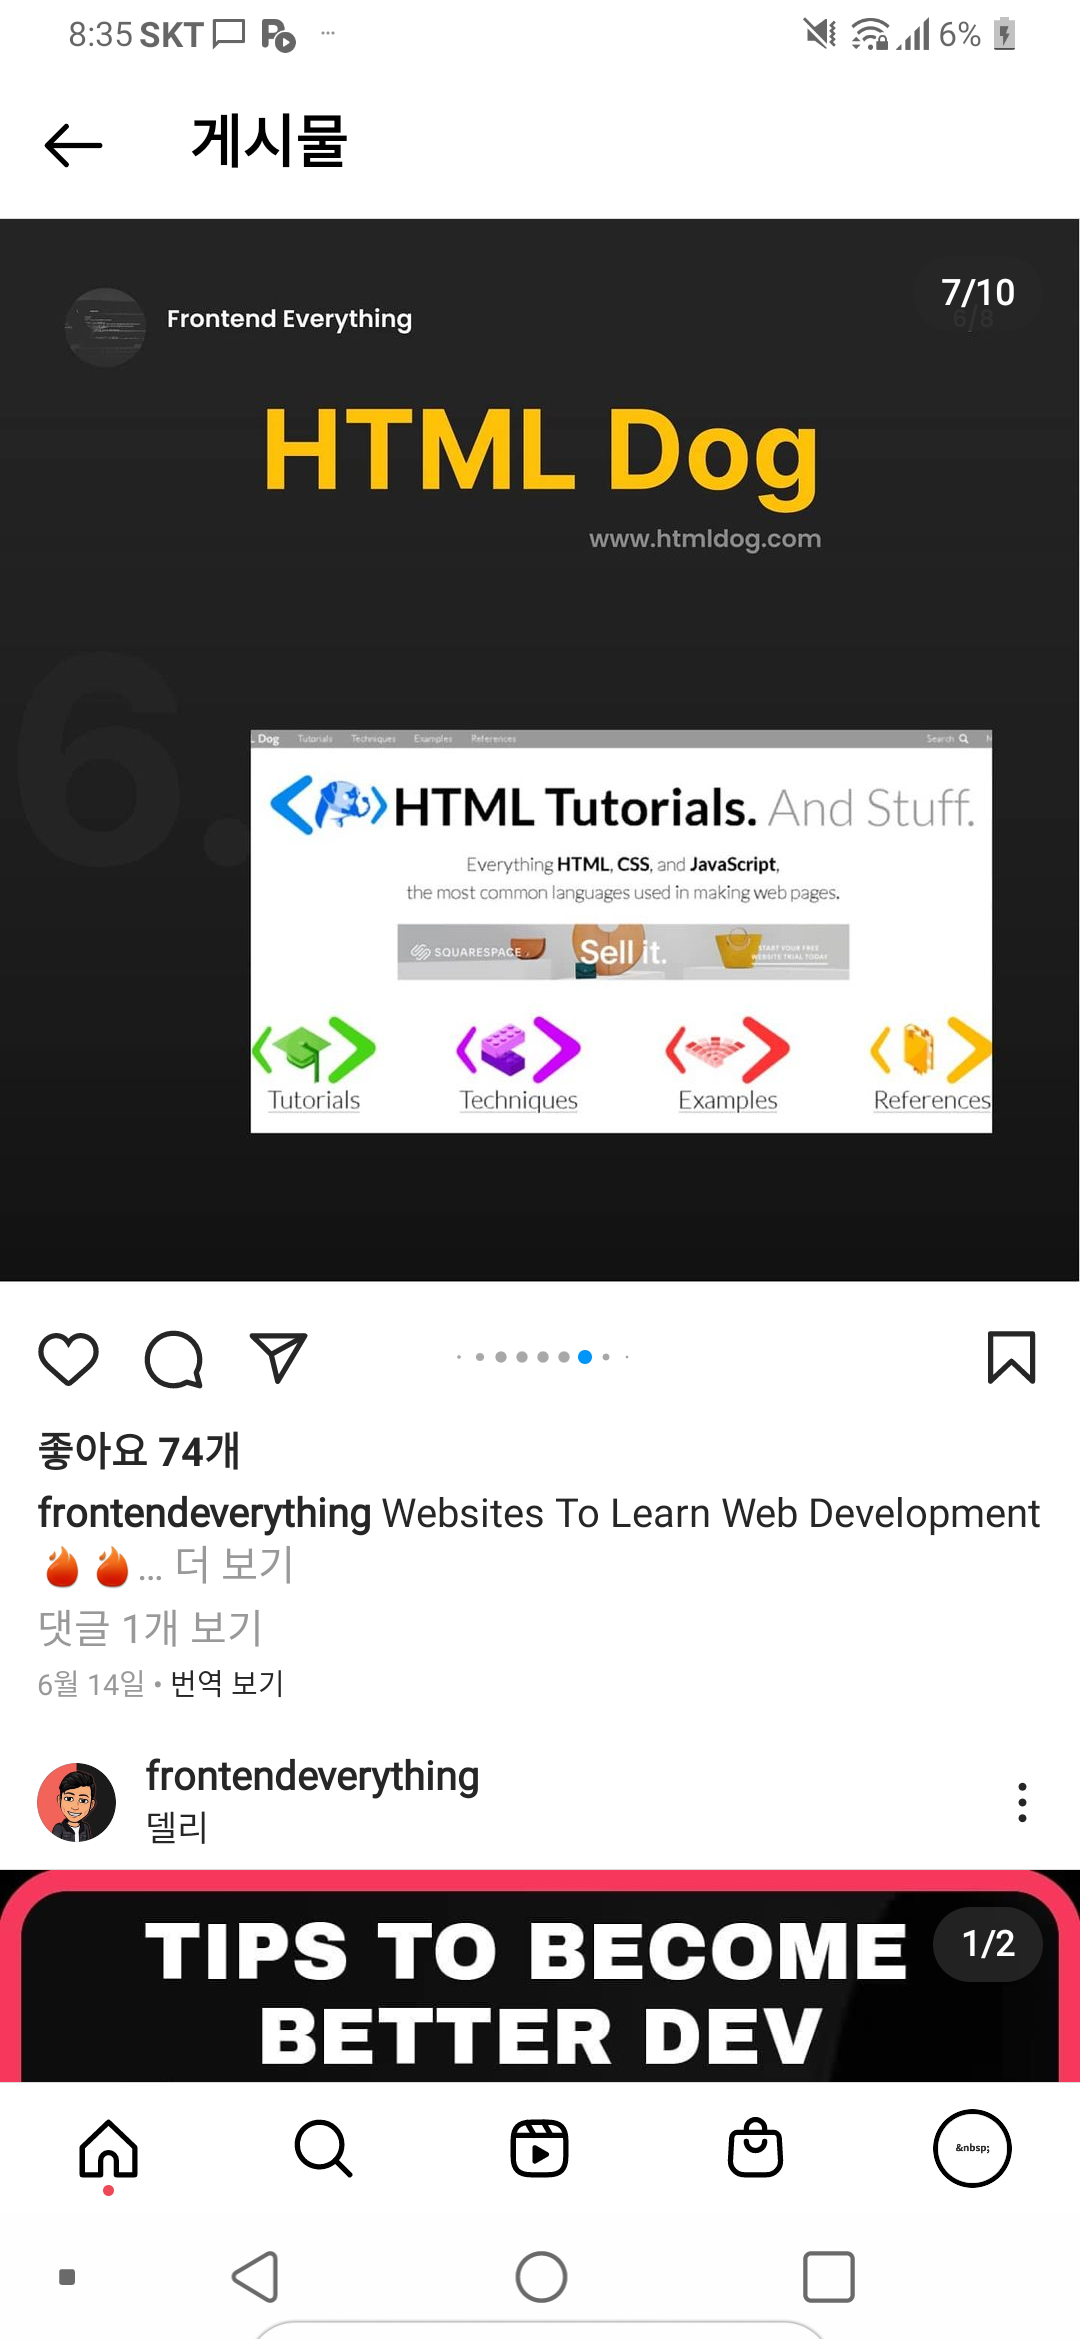 8:35 SKT
6%
게시물
Frontend Everything
7/10
6/8
HTML Dog
www.htmldog.com
6.
L Dog Tutorials Techniques Examples References Search
HTML Tutorials. And Stuff.
Everything HTML, CSS, and JavaScript,
the most common languages used in making web pages.
SQUARESPACE Sell it. START YOUR FREE
WEBSITE TRIAL TODAY
Tutorials Techniques Examples References
좋아요 74개
frontendeverything Websites To Learn Web Development
🔥🔥... 더 보기
댓글 1개 보기
6월 14일 • 번역 보기
frontendeverything
델리
1/2
TIPS TO BECOME
BETTER DEV
&nbsp;